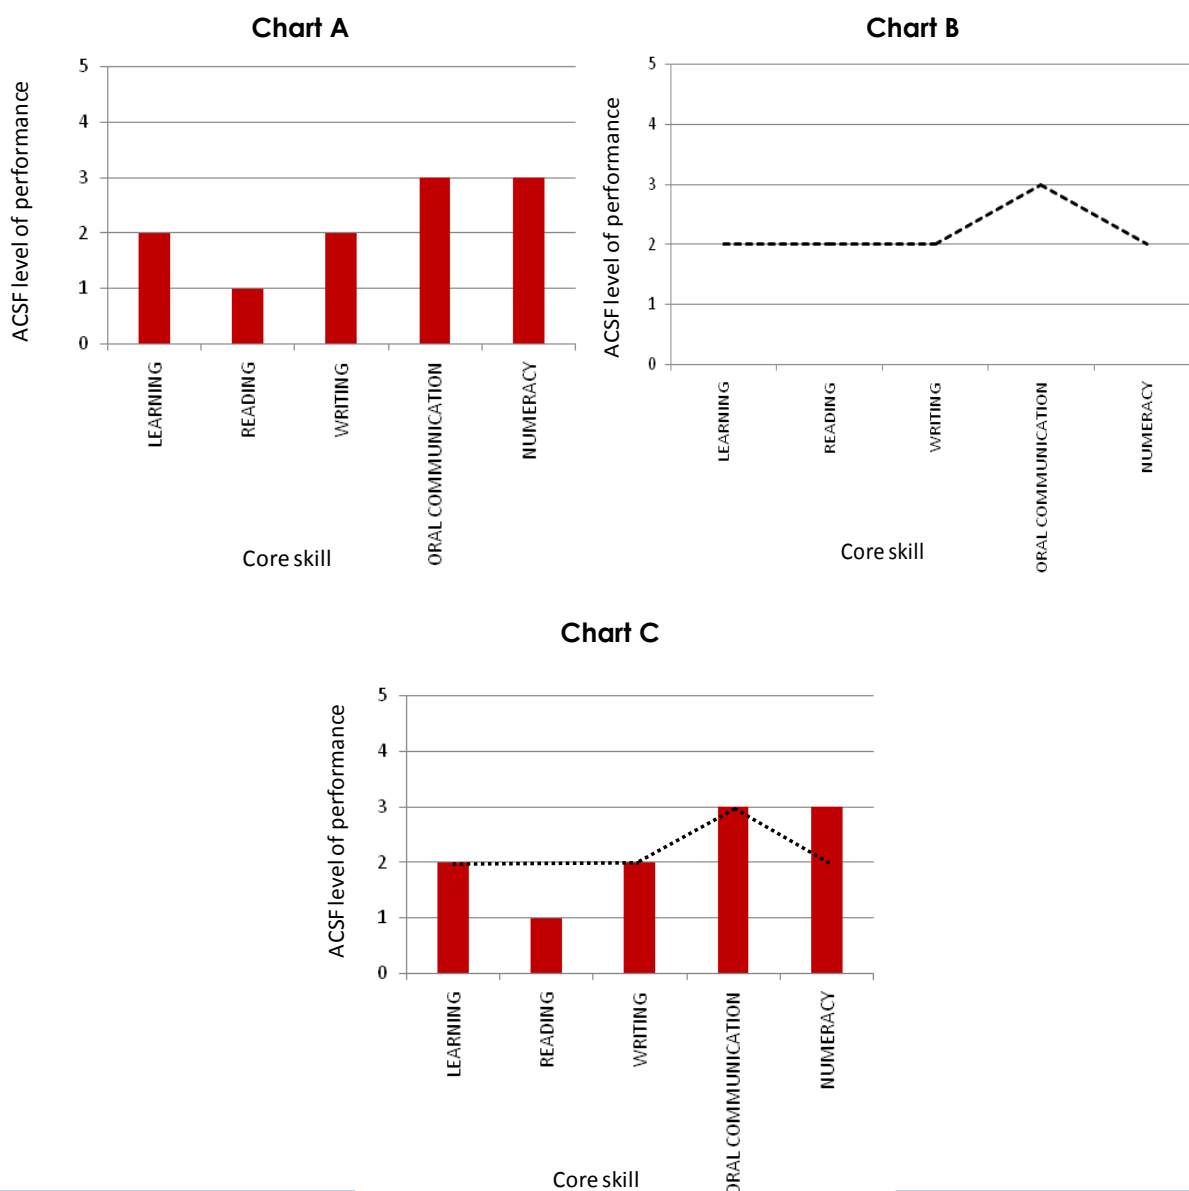 Chart A
ACSF level of performance
5
4
3
2
1
0
LEARNING
READING
WRITING
ORAL COMMUNICATION
NUMERACY
Core skill
Chart B
ACSF level of performance
5
4
3
2
1
0
LEARNING
READING
WRITING
ORAL COMMUNICATION
NUMERACY
Core skill
Chart C
ACSF level of performance
5
4
3
2
1
0
LEARNING
READING
WRITING
ORAL COMMUNICATION
NUMERACY
Core skill